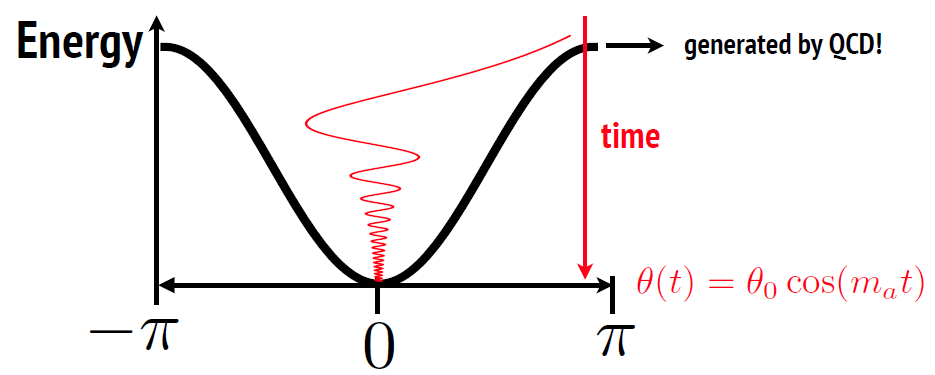 Energy
generated by QCD!
time
θ(t) = θ₀ cos(mₐt)
−π
0
π